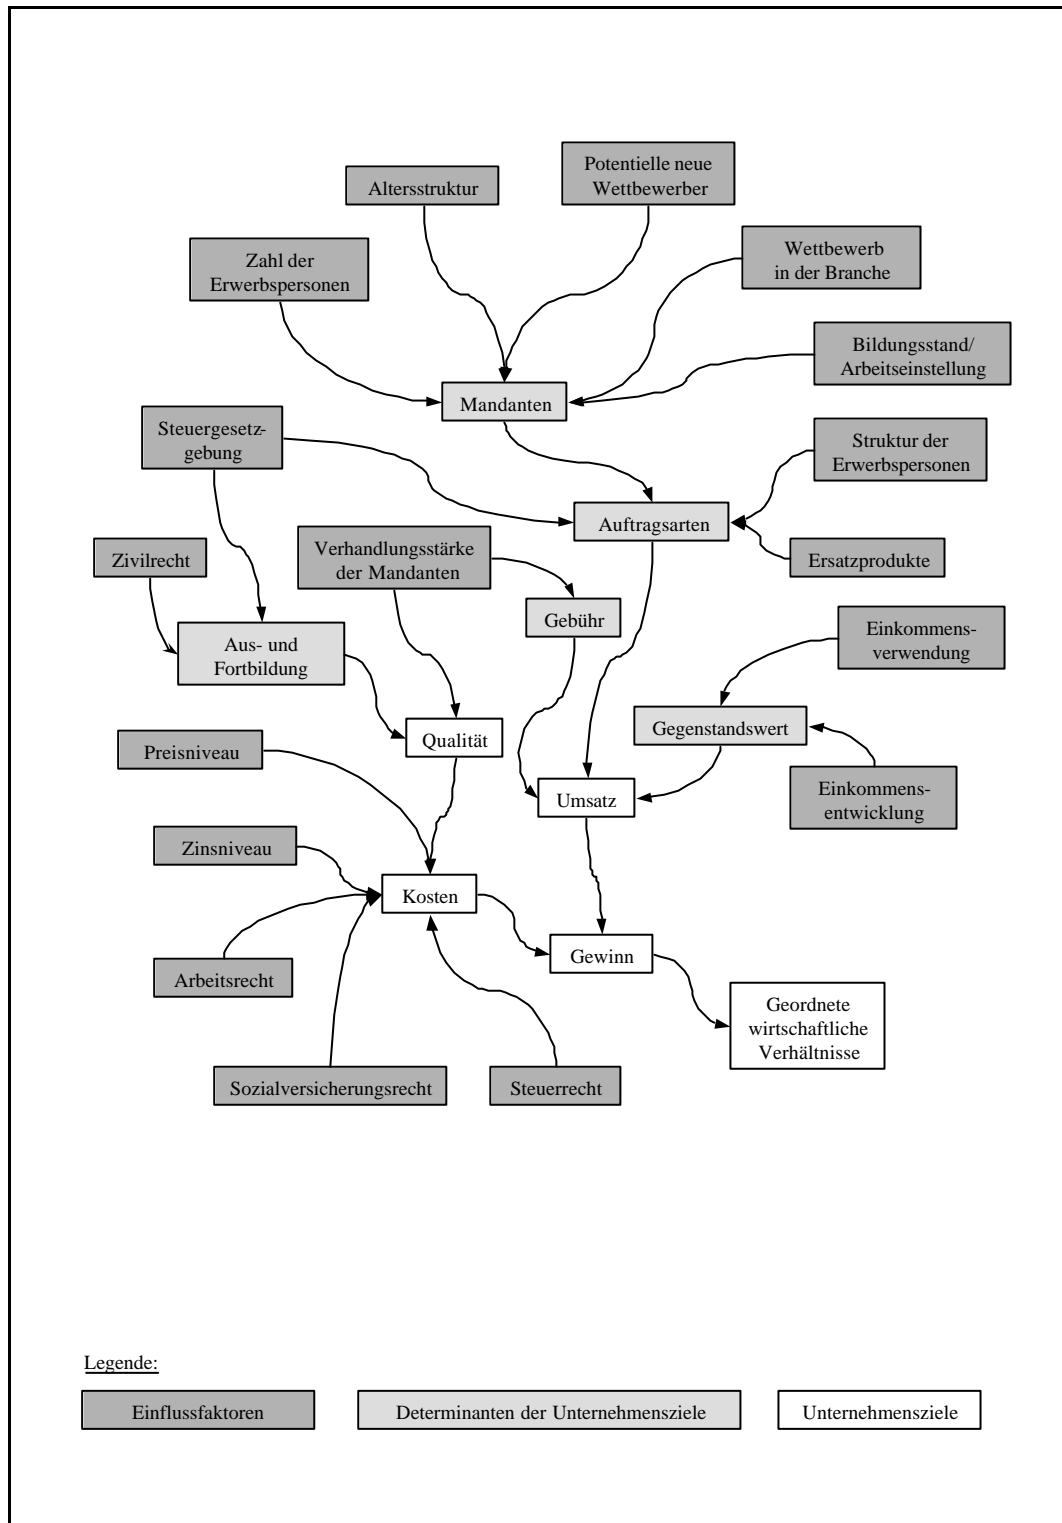 Potentielle neue
Wettbewerber
Altersstruktur
Wettbewerb
in der Branche
Zahl der
Erwerbspersonen
Bildungsstand/
Arbeitseinstellung
Mandanten
Steuergesetz-
gebung
Struktur der
Erwerbspersonen
Auftragsarten
Zivilrecht
Verhandlungsstärke
der Mandanten
Ersatzprodukte
Gebühr
Aus- und
Fortbildung
Einkommens-
verwendung
Qualität
Gegenstandswert
Preisniveau
Umsatz
Einkommens-
entwicklung
Zinsniveau
Kosten
Gewinn
Arbeitsrecht
Geordnete
wirtschaftliche
Verhältnisse
Sozialversicherungsrecht
Steuerrecht
Legende:
Einflussfaktoren
Determinanten der Unternehmensziele
Unternehmensziele